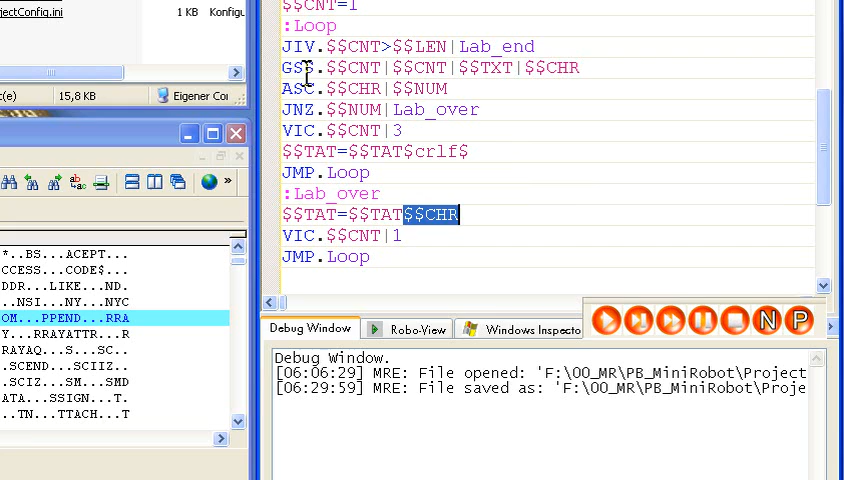 ojectConfig.ini
1 KB
Konfigu
t(e)
15,8 KB
Eigener Cor
»
*..BS...ACEPT...
CCESS...CODE$...
DDR...LIKE...ND.
..NSI...NY...NYC
OM...PPEND...RRA
Y...RRAYATTR...R
RAYAQ...S...SC..
.SCEND...SCIIZ..
.SCIZ...SM...SMD
ATA...SSIGN...T.
..TN...TTACH...T
$$CNT=1
:Loop
JIV.$$CNT>$$LEN|Lab_end
GSS.$$CNT|$$CNT|$$TXT|$$CHR
ASC.$$CHR|$$NUM
JNZ.$$NUM|Lab_over
VIC.$$CNT|3
$$TAT=$$TAT$crlf$
JMP.Loop
:Lab_over
$$TAT=$$TAT$$CHR
VIC.$$CNT|1
JMP.Loop
N P
Debug Window
Robo-View
Windows Inspecto
Debug Window.
[06:06:29] MRE: File opened: 'F:\OO_MR\PB_MiniRobot\Project
[06:29:59] MRE: File saved as: 'F:\OO_MR\PB_MiniRobot\Proje